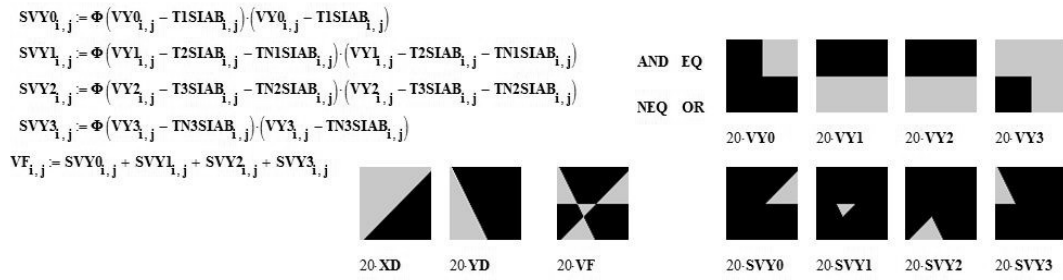 SVY0i,j := Φ(VY0i,j − T1SIABi,j)·(VY0i,j − T1SIABi,j)
SVY1i,j := Φ(VY1i,j − T2SIABi,j − TN1SIABi,j)·(VY1i,j − T2SIABi,j − TN1SIABi,j)
SVY2i,j := Φ(VY2i,j − T3SIABi,j − TN2SIABi,j)·(VY2i,j − T3SIABi,j − TN2SIABi,j)
SVY3i,j := Φ(VY3i,j − TN3SIABi,j)·(VY3i,j − TN3SIABi,j)
VFi,j := SVY0i,j + SVY1i,j + SVY2i,j + SVY3i,j
AND EQ
NEQ OR
20·VY0 20·VY1 20·VY2 20·VY3
20·XD 20·YD 20·VF
20·SVY0 20·SVY1 20·SVY2 20·SVY3